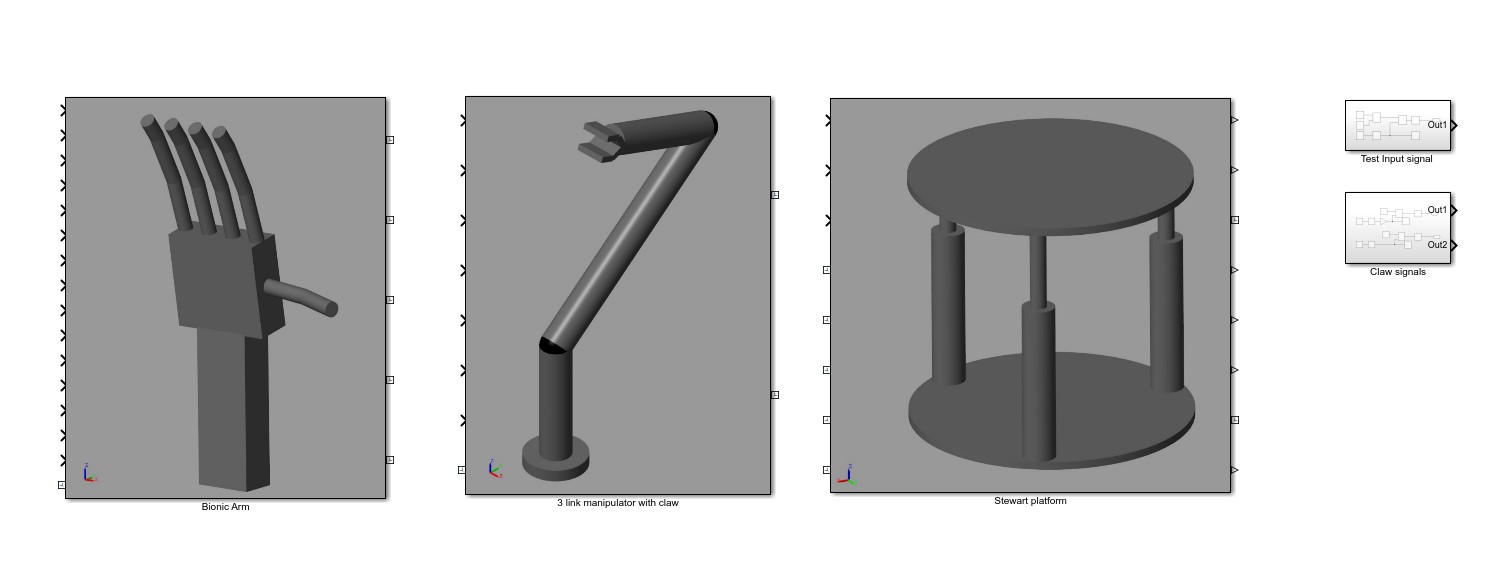 Out1
Test Input signal
Out1
Out2
Claw signals
Bionic Arm
3 link manipulator with claw
Stewart platform